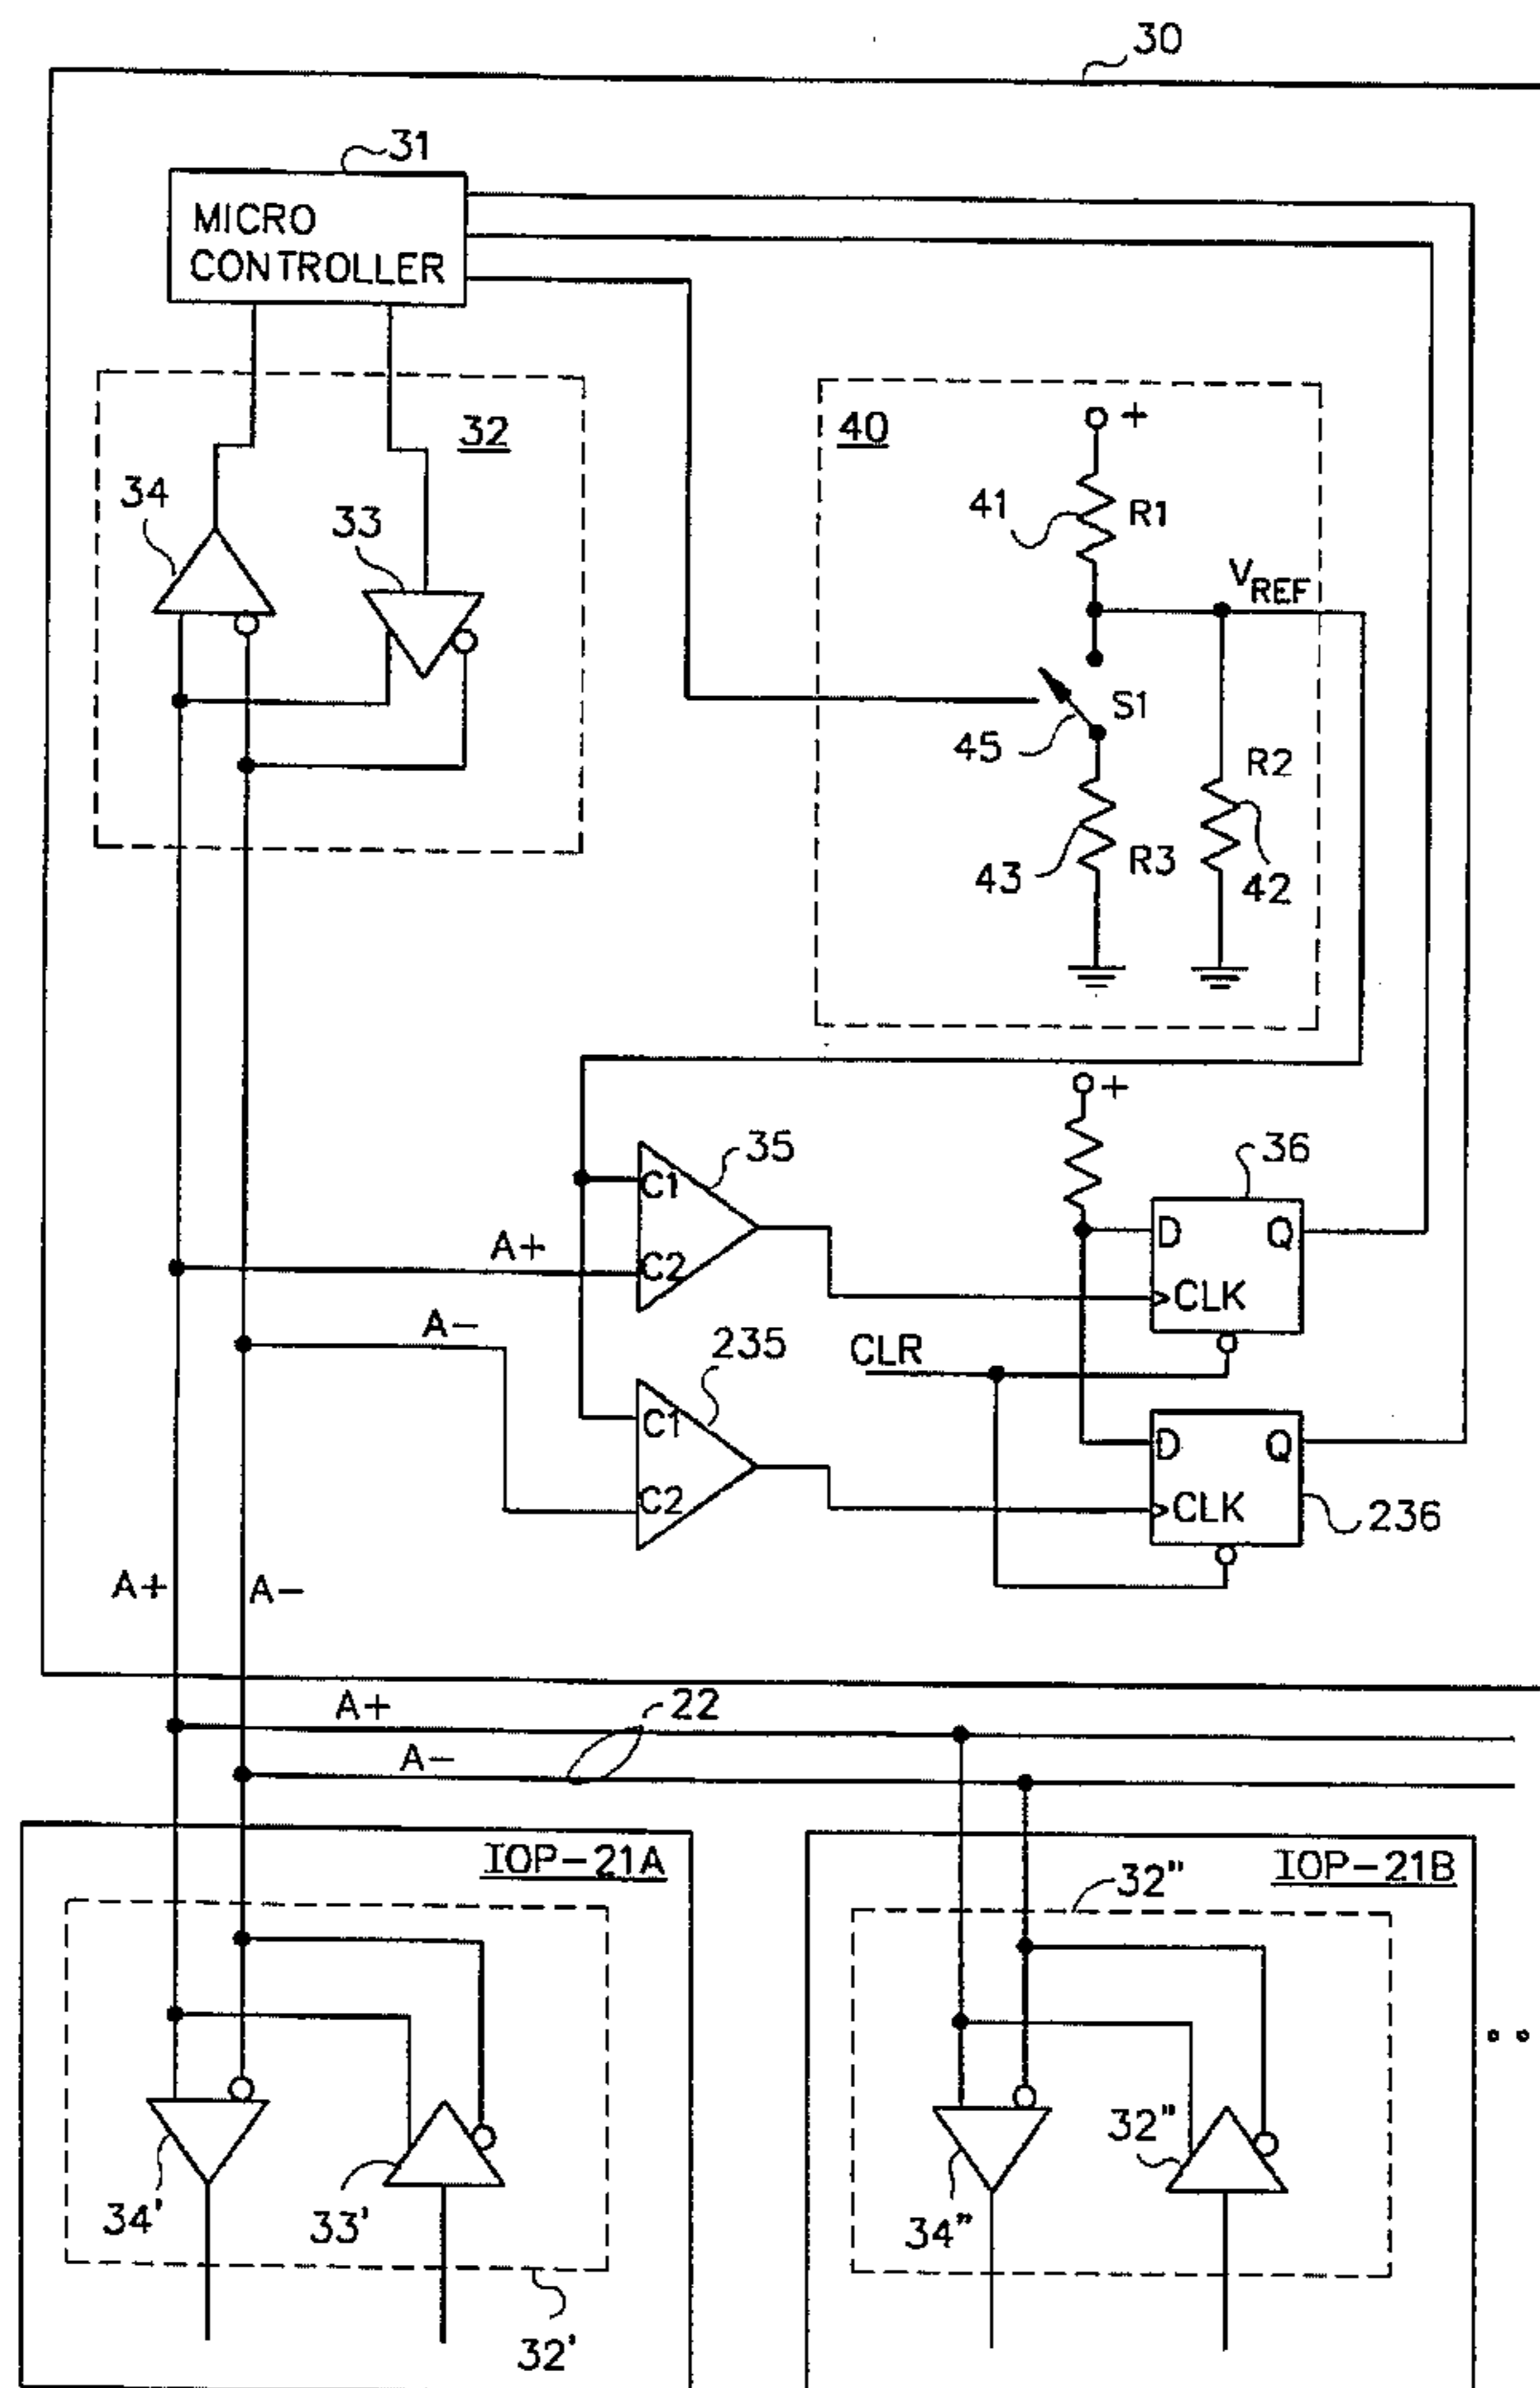 30
31
MICRO
CONTROLLER
32
40
+
34
33
41
R1
VREF
S1
45
R2
43
R3
42
+
35
36
C1
D
Q
A+
C2
CLK
A-
235
CLR
C1
D
Q
C2
CLK
236
A+
A-
A+
22
A-
IOP-21A
32"
IOP-21B
34'
33'
34"
32"
32'